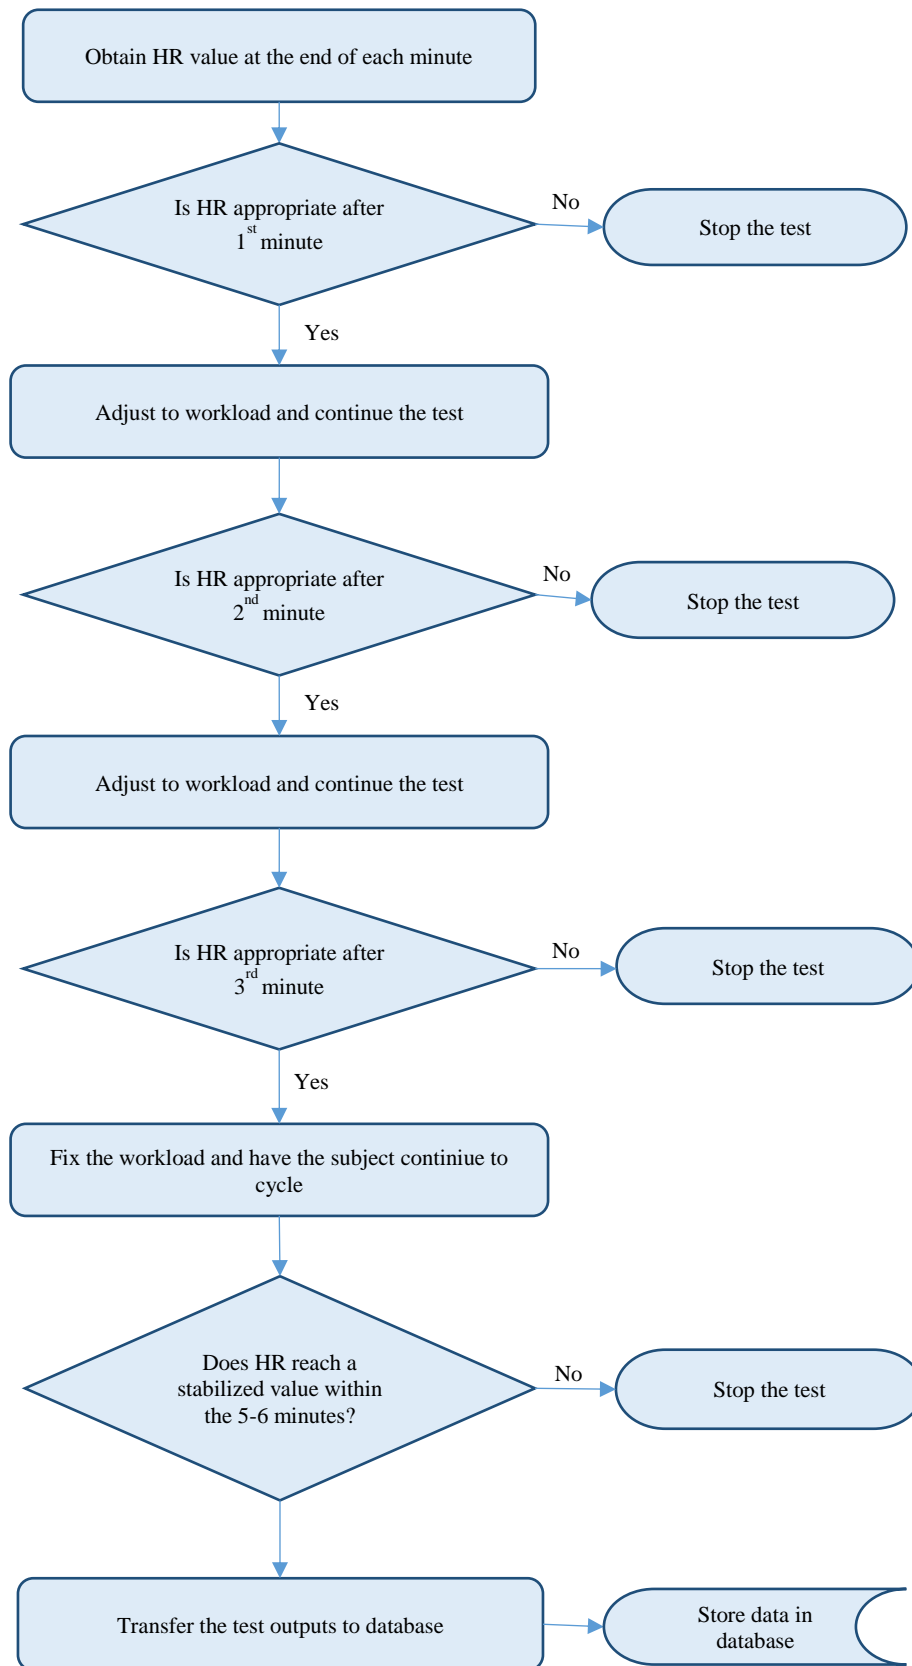 Obtain HR value at the end of each minute
Is HR appropriate after
1st minute
No
Stop the test
Yes
Adjust to workload and continue the test
Is HR appropriate after
2nd minute
No
Stop the test
Yes
Adjust to workload and continue the test
Is HR appropriate after
3rd minute
No
Stop the test
Yes
Fix the workload and have the subject continiue to
cycle
Does HR reach a
stabilized value within
the 5-6 minutes?
No
Stop the test
Transfer the test outputs to database
Store data in
database